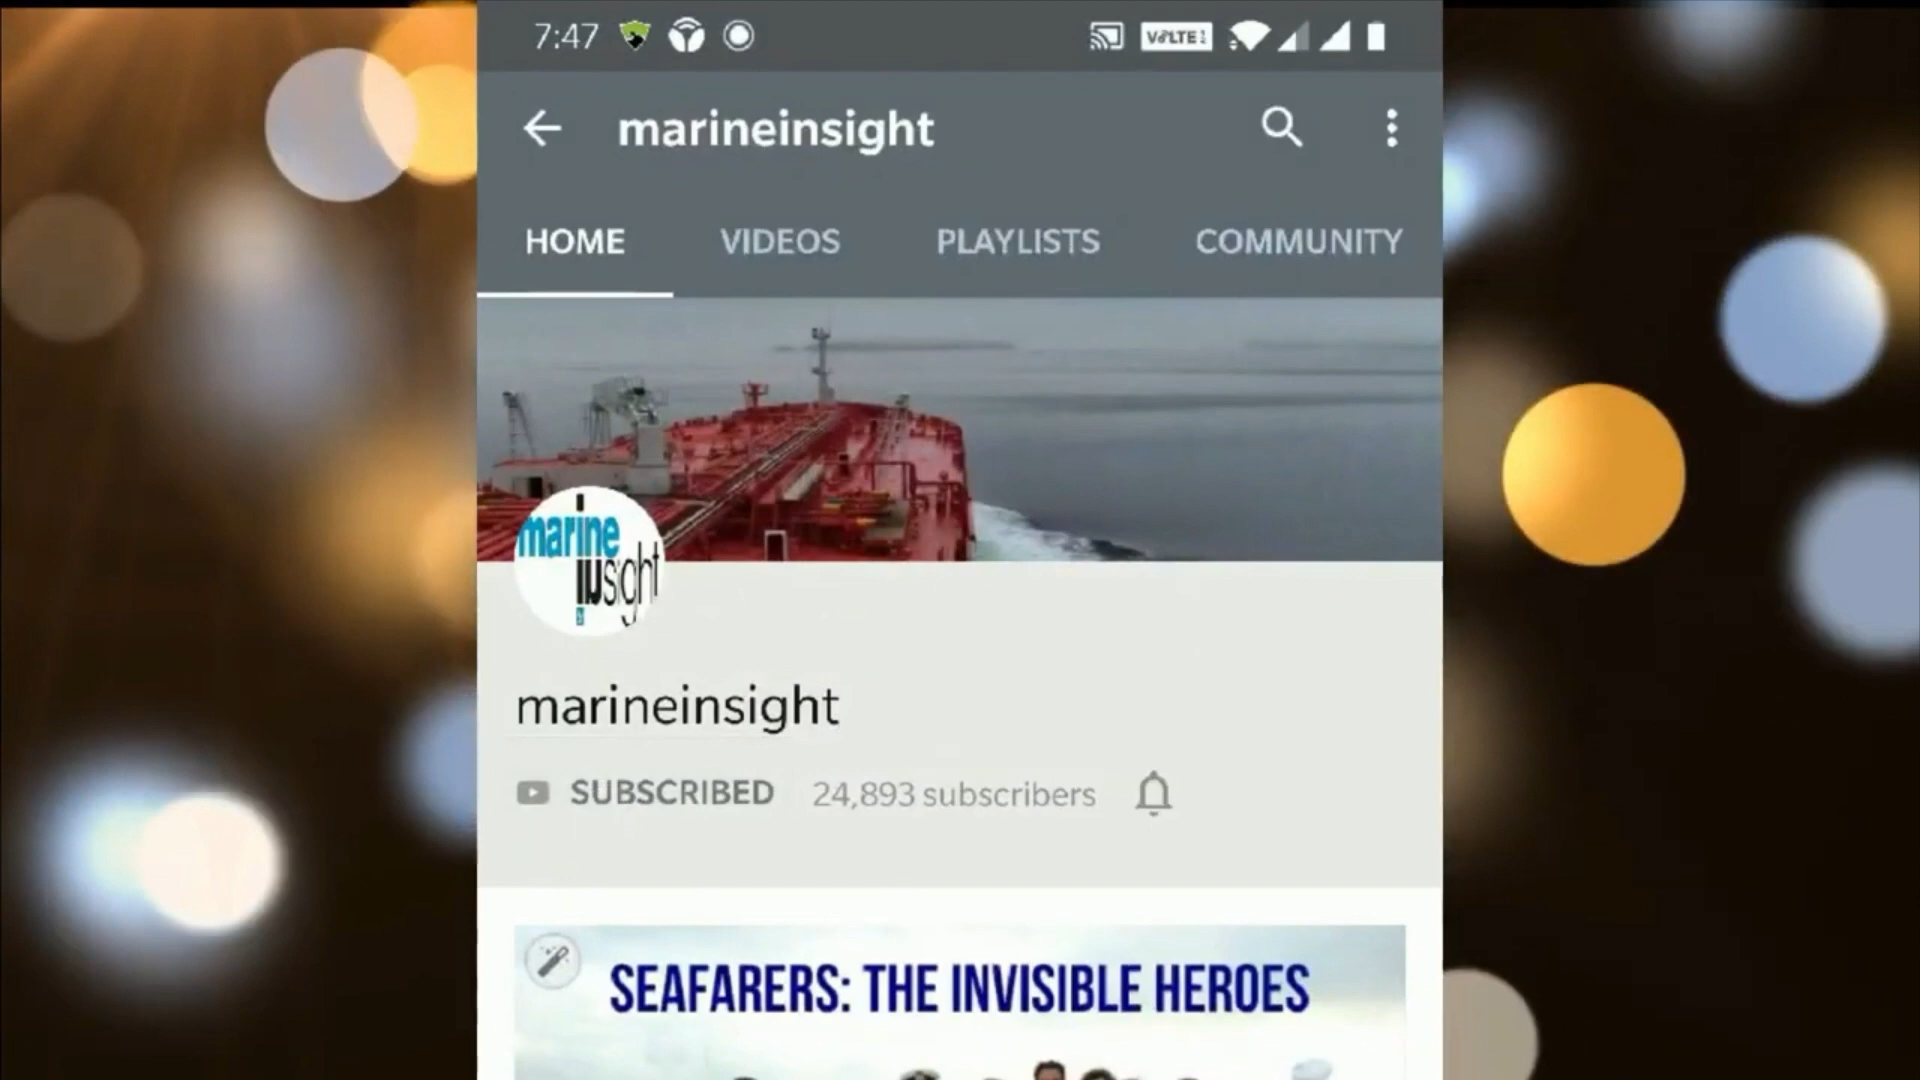 7:47
VoLTE
marineinsight
HOME VIDEOS PLAYLISTS COMMUNITY
marine
insight
marineinsight
SUBSCRIBED 24,893 subscribers
SEAFARERS: THE INVISIBLE HEROES